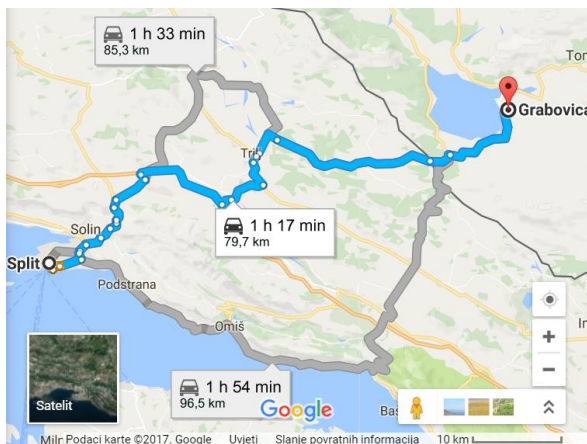 1 h 33 min
85,3 km
Tom
Grabovica
Trilj
1 h 17 min
79,7 km
Solin
Split
Podstrana
Omiš
1 h 54 min
96,5 km
Google
Satelit
Podaci karte ©2017. Google
Uvjeti
Slanje povratnih informacija
10 km